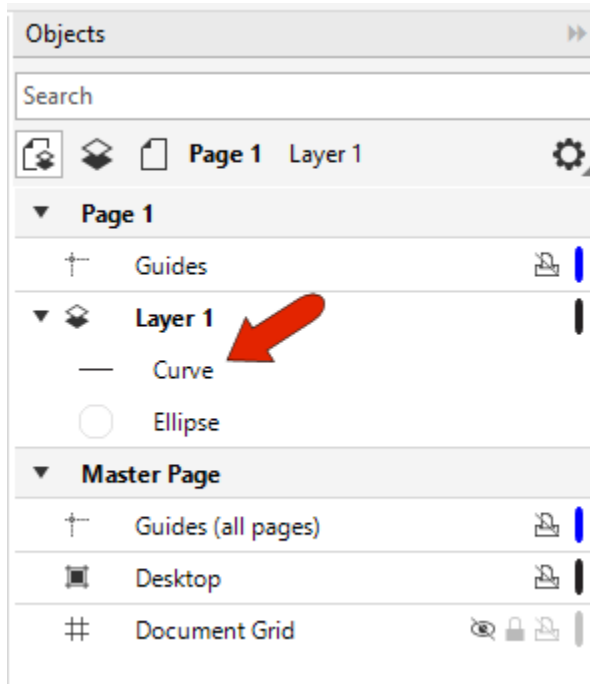 Objects
Search
Page 1 Layer 1
Page 1
Guides
Layer 1
Curve
Ellipse
Master Page
Guides (all pages)
Desktop
Document Grid